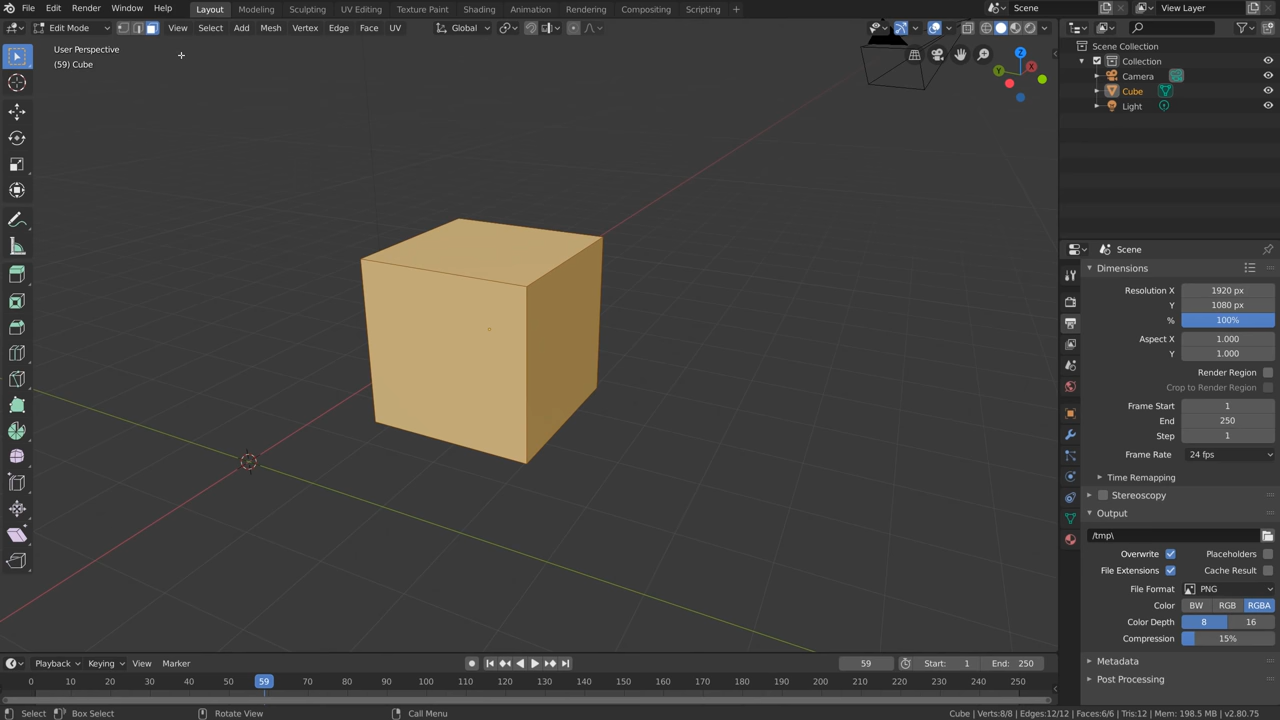 File Edit Render Window Help Layout Modeling Sculpting UV Editing Texture Paint Shading Animation Rendering Compositing Scripting Scene View Layer
Edit Mode View Select Add Mesh Vertex Edge Face UV Global
User Perspective
(59) Cube
Z
X
Y
Scene Collection
Collection
Camera
Cube
Light
Scene
Dimensions
Resolution X 1920 px
Y 1080 px
% 100%
Aspect X 1.000
Y 1.000
Render Region
Crop to Render Region
Frame Start 1
End 250
Step 1
Frame Rate 24 fps
Time Remapping
Stereoscopy
Output
/tmp\
Overwrite Placeholders
File Extensions Cache Result
File Format PNG
Color BW RGB RGBA
Color Depth 8 16
Compression 15%
Metadata
Post Processing
Playback Keying View Marker 59 Start: 1 End: 250
0 10 20 30 40 50 59 70 80 90 100 110 120 130 140 150 160 170 180 190 200 210 220 230 240 250
Select Box Select Rotate View Call Menu Cube | Verts:8/8 | Edges:12/12 | Faces:6/6 | Tris:12 | Mem: 198.5 MB | v2.80.75